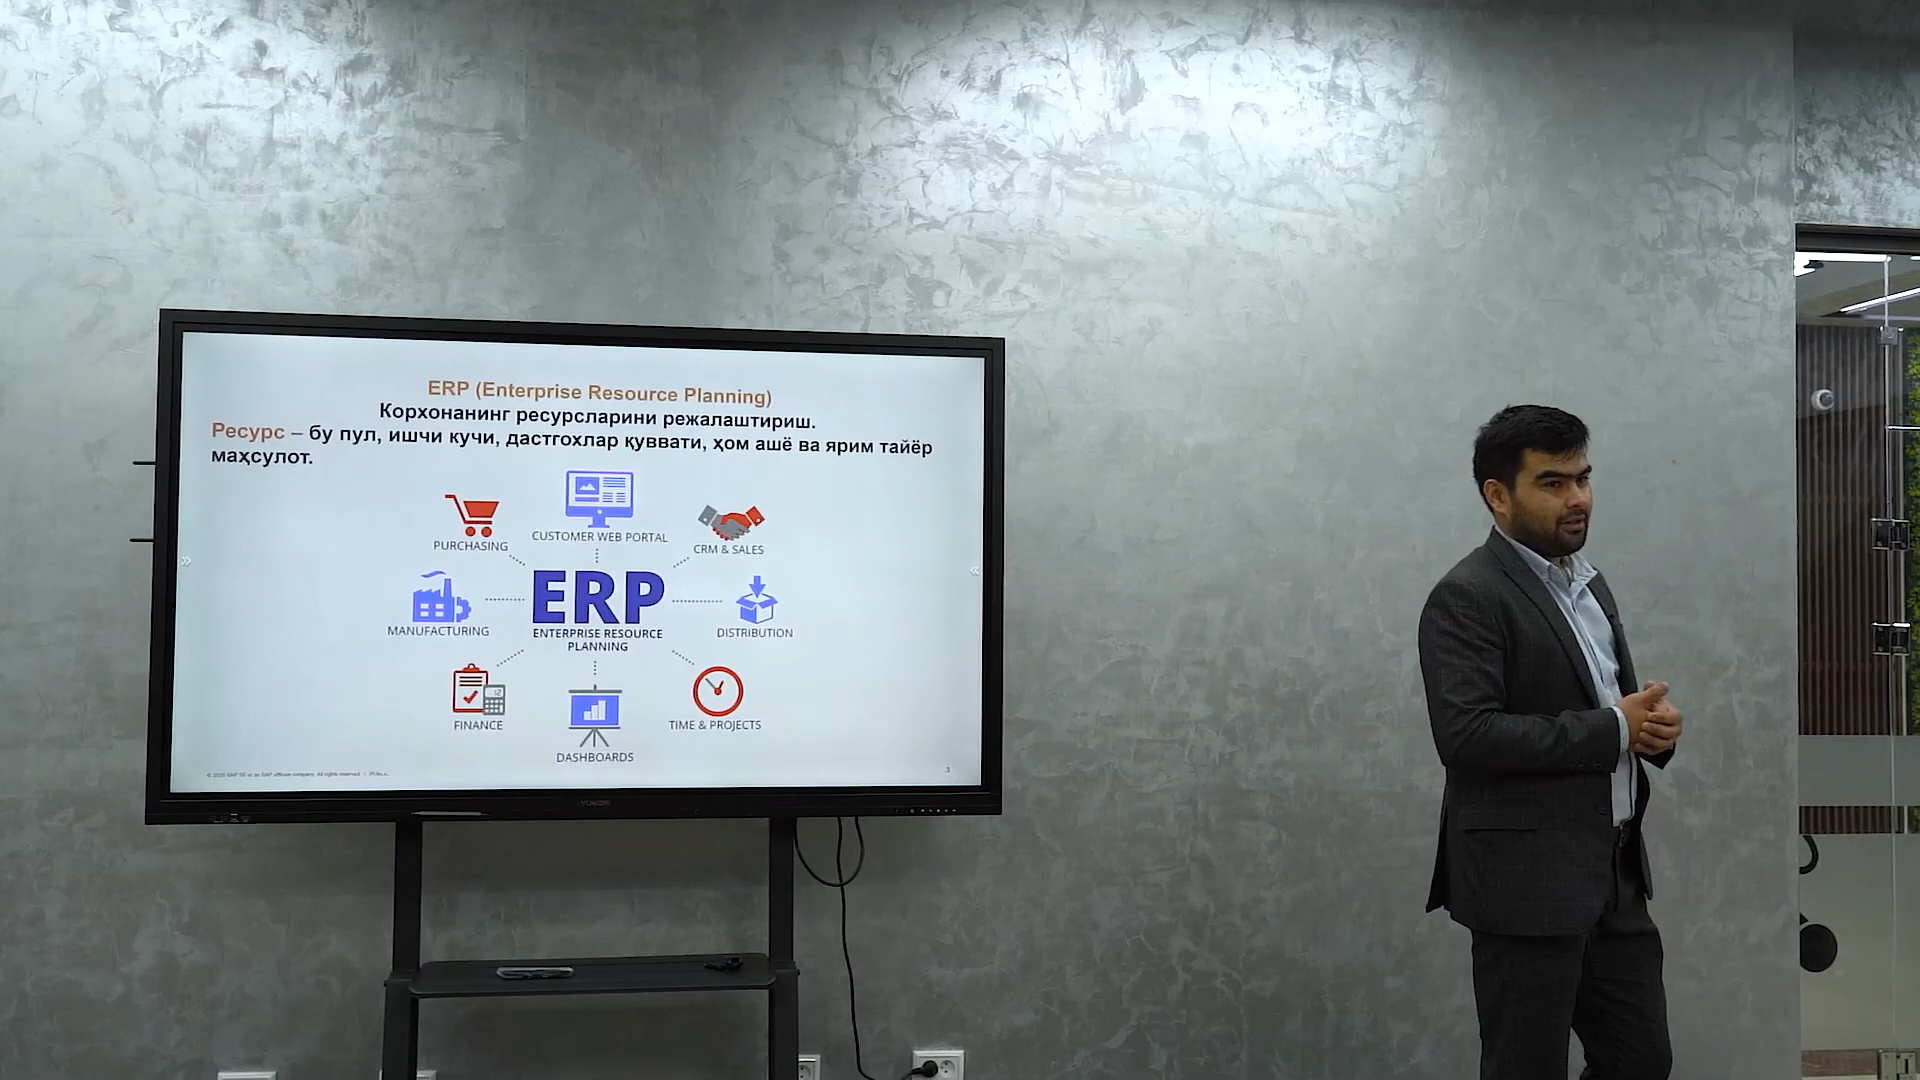 ERP (Enterprise Resource Planning)
Корхонанинг ресурсларини режалаштириш.
Ресурс – бу пул, ишчи кучи, дастгохлар қуввати, ҳом ашё ва ярим тайёр
маҳсулот.
CUSTOMER WEB PORTAL
PURCHASING
CRM & SALES
ERP
ENTERPRISE RESOURCE
PLANNING
MANUFACTURING
DISTRIBUTION
FINANCE
TIME & PROJECTS
DASHBOARDS
3